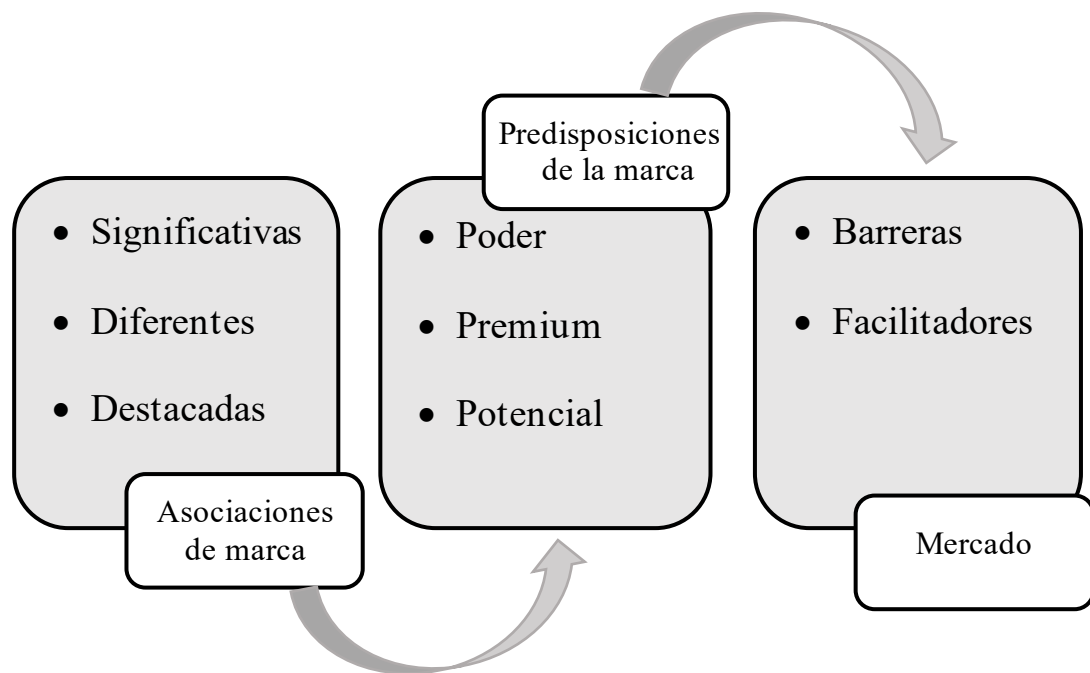 • Significativas
• Diferentes
• Destacadas
Asociaciones
de marca
Predisposiciones
de la marca
• Poder
• Premium
• Potencial
• Barreras
• Facilitadores
Mercado